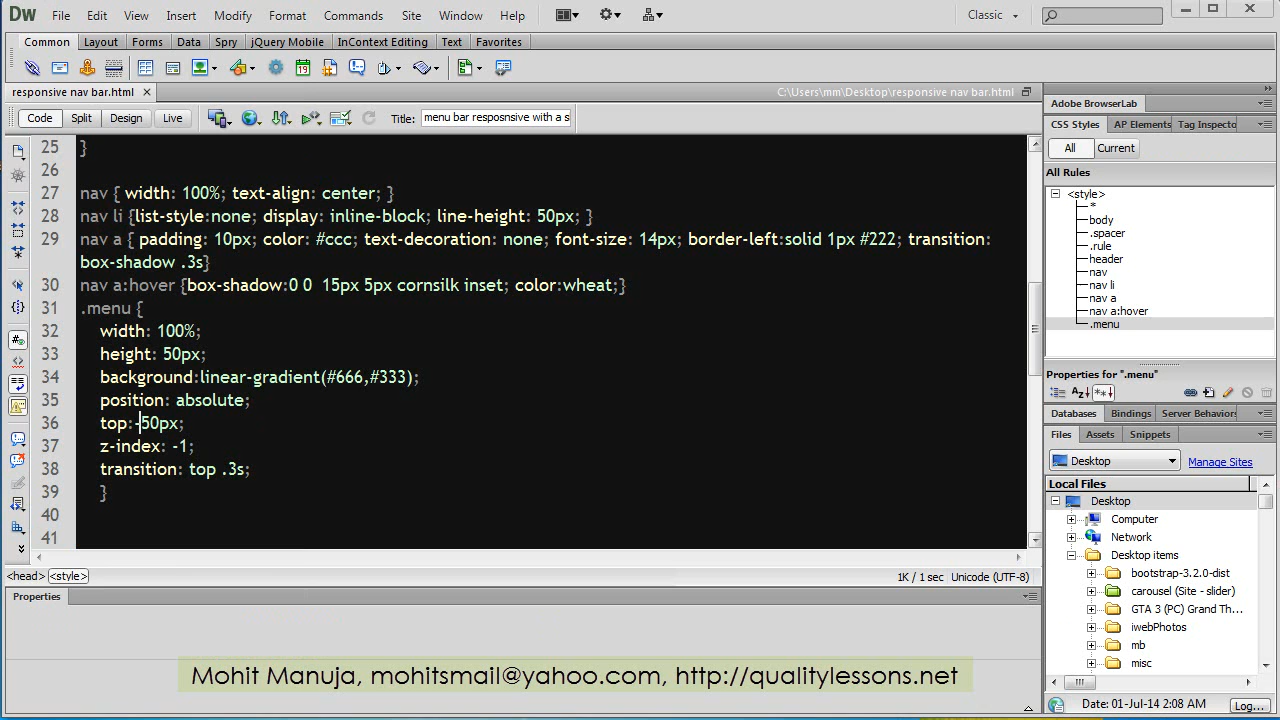 Dw File Edit View Insert Modify Format Commands Site Window Help Classic
Common Layout Forms Data Spry jQuery Mobile InContext Editing Text Favorites
responsive nav bar.html C:\Users\mm\Desktop\responsive nav bar.html
Code Split Design Live Title: menu bar resposnsive with a s
25 }
26
27 nav { width: 100%; text-align: center; }
28 nav li {list-style:none; display: inline-block; line-height: 50px; }
29 nav a { padding: 10px; color: #ccc; text-decoration: none; font-size: 14px; border-left:solid 1px #222; transition:
box-shadow .3s}
30 nav a:hover {box-shadow:0 0  15px 5px cornsilk inset; color:wheat;}
31 .menu {
32 width: 100%;
33 height: 50px;
34 background:linear-gradient(#666,#333);
35 position: absolute;
36 top:-50px;
37 z-index: -1;
38 transition: top .3s;
39 }
40
41
<head> <style> 1K / 1 sec Unicode (UTF-8)
Properties
Adobe BrowserLab
CSS Styles AP Elements Tag Inspecto
All Current
All Rules
<style>
*
body
.spacer
.rule
header
nav
nav li
nav a
nav a:hover
.menu
Properties for ".menu"
Databases Bindings Server Behaviors
Files Assets Snippets
Desktop Manage Sites
Local Files
Desktop
Computer
Network
Desktop items
bootstrap-3.2.0-dist
carousel (Site - slider)
GTA 3 (PC) Grand Th...
iwebPhotos
mb
misc
Date: 01-Jul-14 2:08 AM Log...
Mohit Manuja, mohitsmail@yahoo.com, http://qualitylessons.net